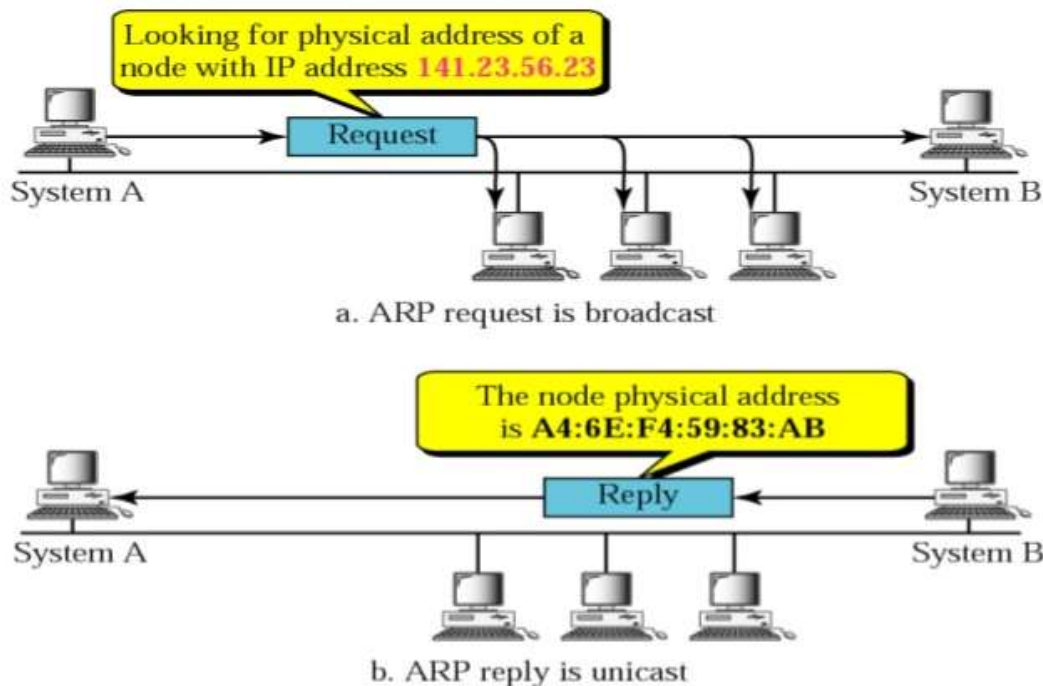 Looking for physical address of a
node with IP address 141.23.56.23
Request
System A
System B
a. ARP request is broadcast
The node physical address
is A4:6E:F4:59:83:AB
Reply
System A
System B
b. ARP reply is unicast